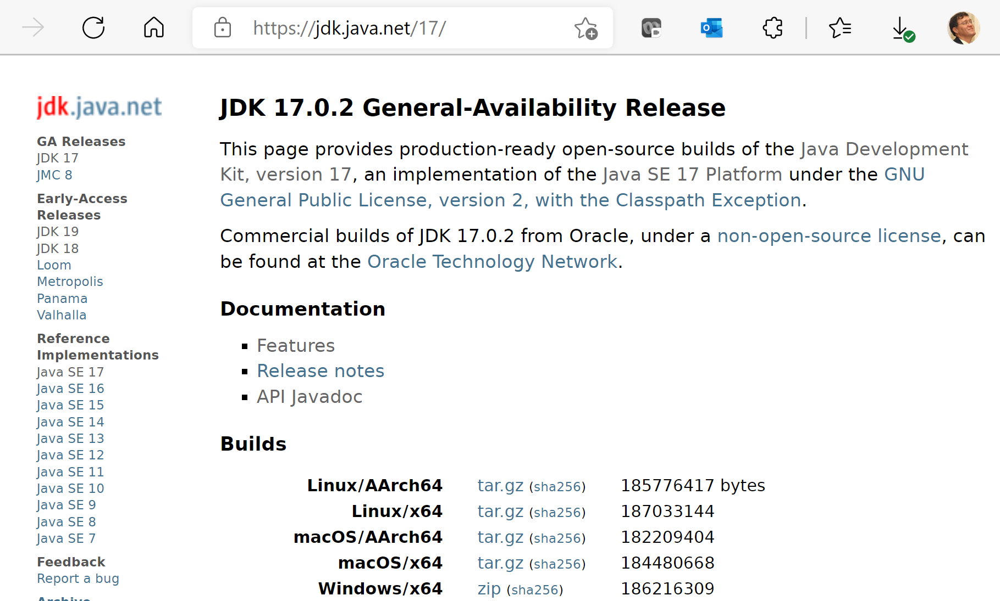 https://jdk.java.net/17/
jdk.java.net
GA Releases
JDK 17
JMC 8
Early-Access
Releases
JDK 19
JDK 18
Loom
Metropolis
Panama
Valhalla
Reference
Implementations
Java SE 17
Java SE 16
Java SE 15
Java SE 14
Java SE 13
Java SE 12
Java SE 11
Java SE 10
Java SE 9
Java SE 8
Java SE 7
Feedback
Report a bug
Archive
JDK 17.0.2 General-Availability Release
This page provides production-ready open-source builds of the Java Development
Kit, version 17, an implementation of the Java SE 17 Platform under the GNU
General Public License, version 2, with the Classpath Exception.
Commercial builds of JDK 17.0.2 from Oracle, under a non-open-source license, can
be found at the Oracle Technology Network.
Documentation
Features
Release notes
API Javadoc
Builds
Linux/AArch64 tar.gz (sha256) 185776417 bytes
Linux/x64 tar.gz (sha256) 187033144
macOS/AArch64 tar.gz (sha256) 182209404
macOS/x64 tar.gz (sha256) 184480668
Windows/x64 zip (sha256) 186216309